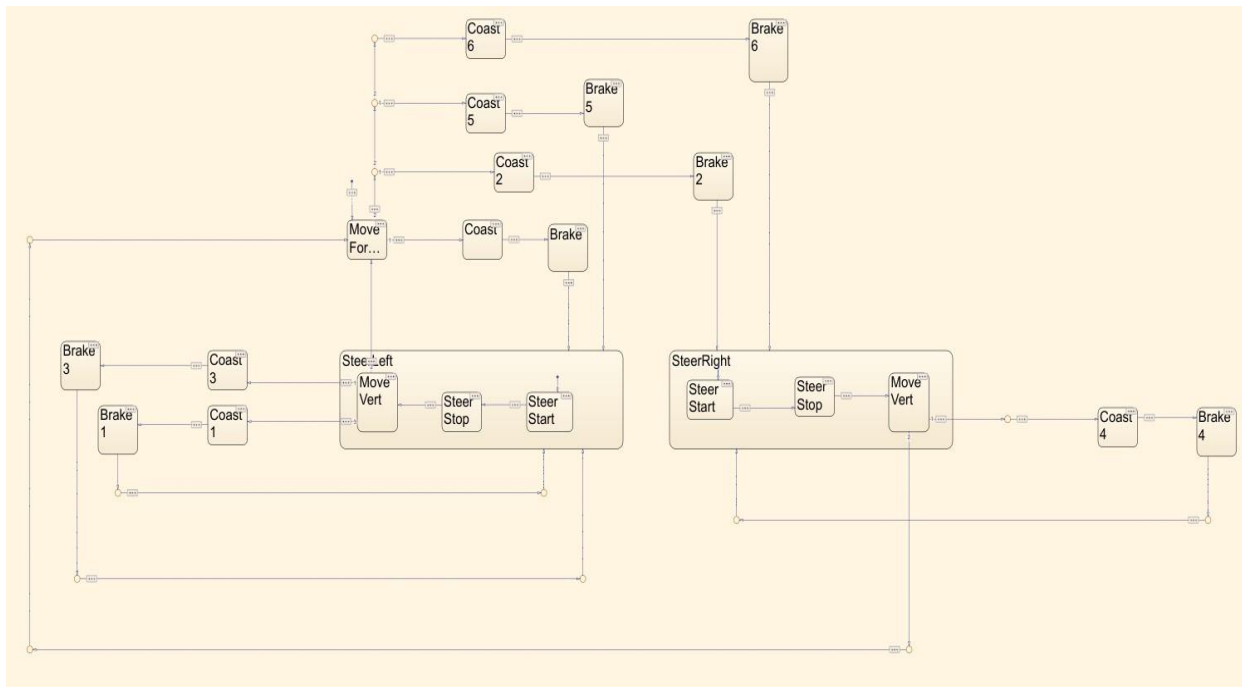 Coast
6
Brake
6
Coast
5
Brake
5
Coast
2
Brake
2
Move
For...
Coast
Brake
Brake
3
Coast
3
Brake
1
Coast
1
SteerLeft
Move
Vert
Steer
Stop
Steer
Start
SteerRight
Steer
Start
Steer
Stop
Move
Vert
Coast
4
Brake
4